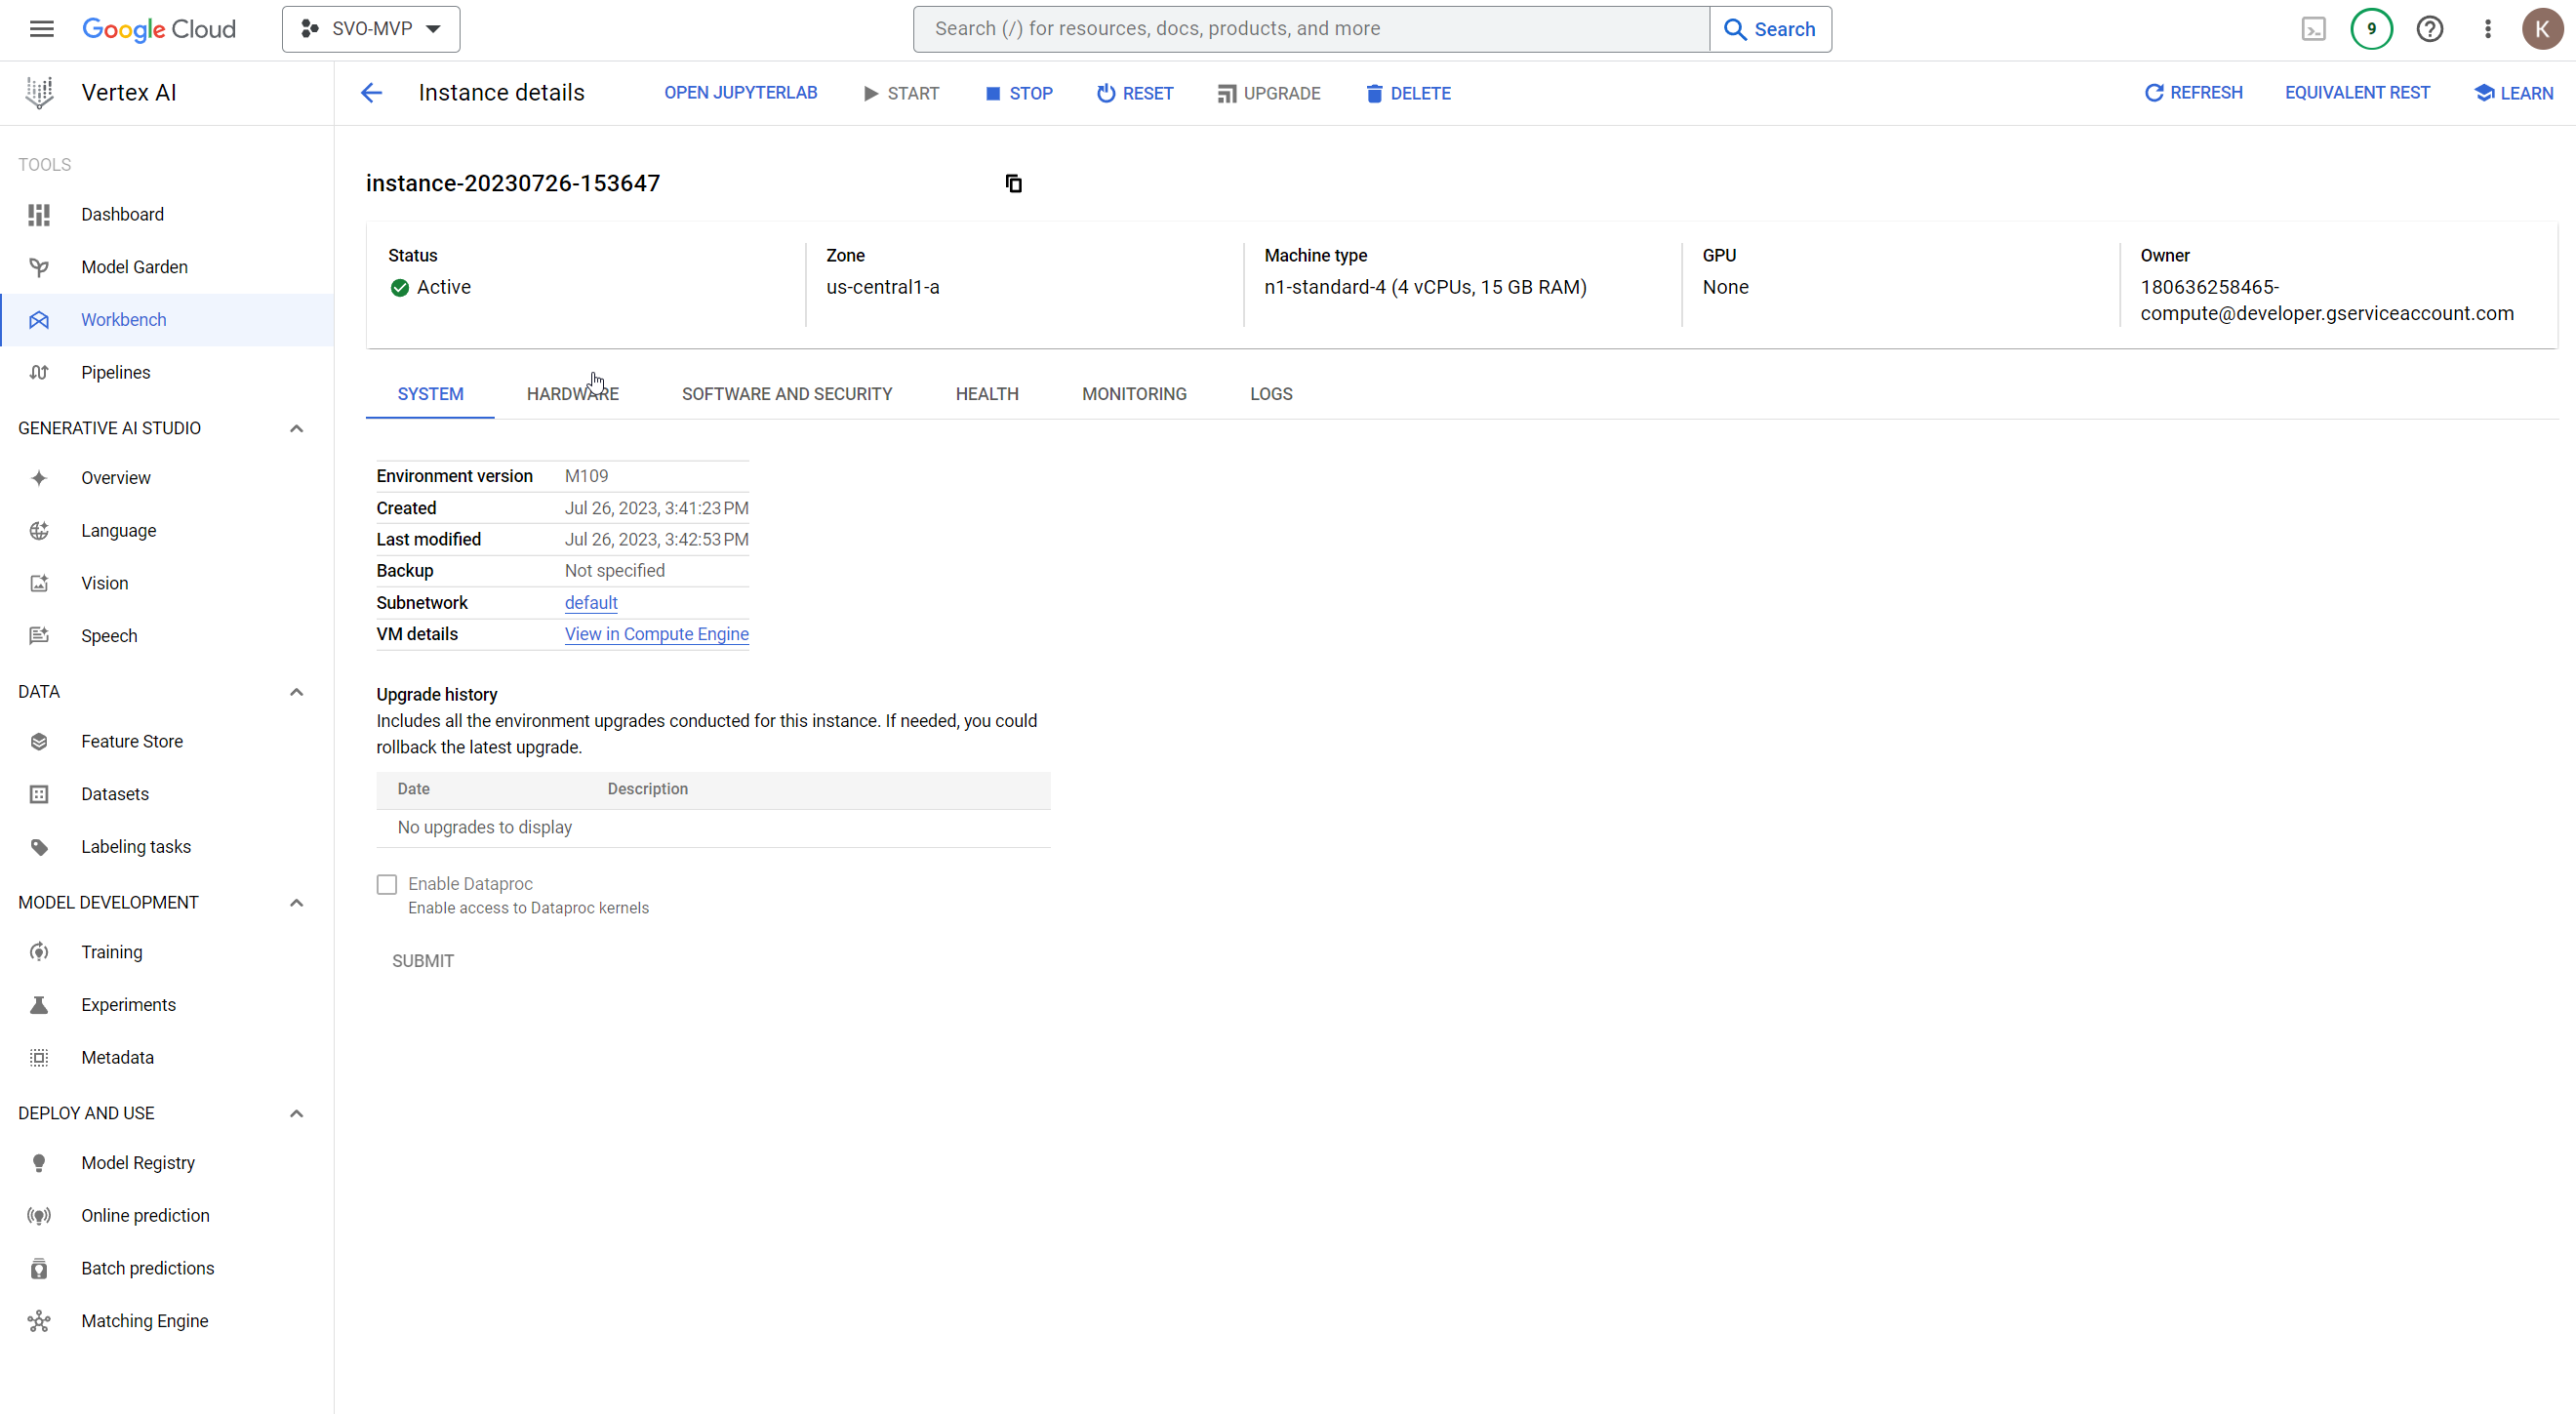 Google Cloud
SVO-MVP
Search (/) for resources, docs, products, and more
Search
9
K
Vertex AI
Instance details
OPEN JUPYTERLAB
START
STOP
RESET
UPGRADE
DELETE
REFRESH
EQUIVALENT REST
LEARN
TOOLS
Dashboard
Model Garden
Workbench
Pipelines
GENERATIVE AI STUDIO
Overview
Language
Vision
Speech
DATA
Feature Store
Datasets
Labeling tasks
MODEL DEVELOPMENT
Training
Experiments
Metadata
DEPLOY AND USE
Model Registry
Online prediction
Batch predictions
Matching Engine
instance-20230726-153647
Status
Active
Zone
us-central1-a
Machine type
n1-standard-4 (4 vCPUs, 15 GB RAM)
GPU
None
Owner
180636258465-
compute@developer.gserviceaccount.com
SYSTEM
HARDWARE
SOFTWARE AND SECURITY
HEALTH
MONITORING
LOGS
Environment version M109
Created Jul 26, 2023, 3:41:23 PM
Last modified Jul 26, 2023, 3:42:53 PM
Backup Not specified
Subnetwork default
VM details View in Compute Engine
Upgrade history
Includes all the environment upgrades conducted for this instance. If needed, you could
rollback the latest upgrade.
Date Description
No upgrades to display
Enable Dataproc
Enable access to Dataproc kernels
SUBMIT